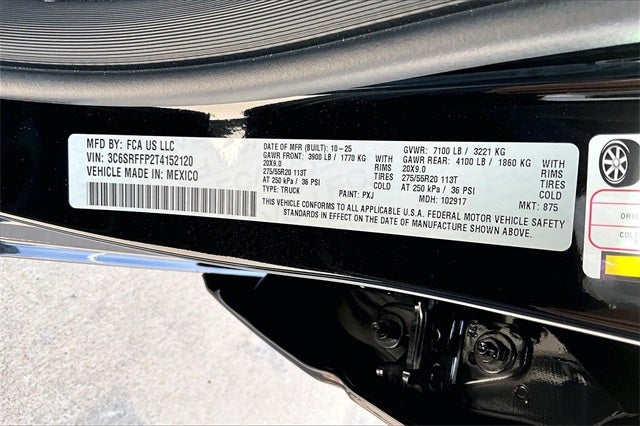 MFD BY: FCA US LLC
VIN: 3C6SRFFP2T4152120
VEHICLE MADE IN: MEXICO
DATE OF MFR (BUILT): 10-25
GAWR FRONT: 3900 LB / 1770 KG
20X9.0 RIMS
275/55R20 113T TIRES
AT 250 kPa / 36 PSI COLD
TYPE: TRUCK PAINT: PXJ
GVWR: 7100 LB / 3221 KG
GAWR REAR: 4100 LB / 1860 KG
20X9.0 RIMS
275/55R20 113T TIRES
AT 250 kPa / 36 PSI COLD
MDH: 102917 MKT: 875
THIS VEHICLE CONFORMS TO ALL APPLICABLE U.S.A. FEDERAL MOTOR VEHICLE SAFETY
STANDARDS IN EFFECT ON THE DATE OF MANUFACTURE SHOWN ABOVE.
ORIG
COLD